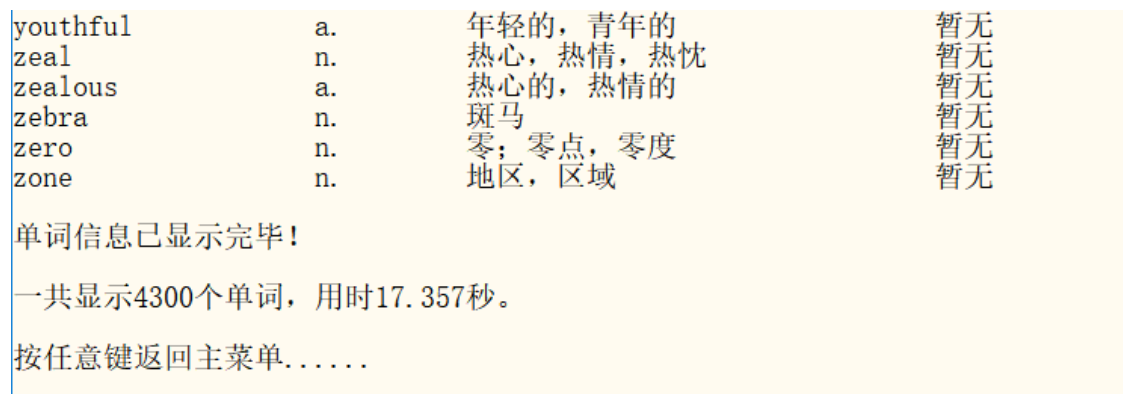 youthful a. 年轻的，青年的 暂无
zeal n. 热心，热情，热忱 暂无
zealous a. 热心的，热情的 暂无
zebra n. 斑马 暂无
zero n. 零；零点，零度 暂无
zone n. 地区，区域 暂无
单词信息已显示完毕！
一共显示4300个单词，用时17.357秒。
按任意键返回主菜单......